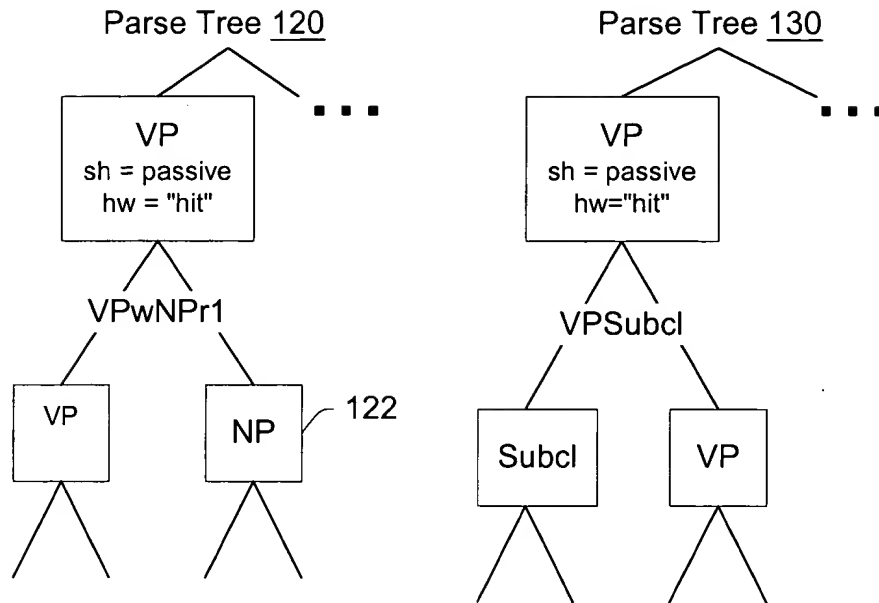 Parse Tree 120
VP
sh = passive
hw = "hit"
VPwNPr1
VP
NP
122
Parse Tree 130
VP
sh = passive
hw="hit"
VPSubcl
Subcl
VP